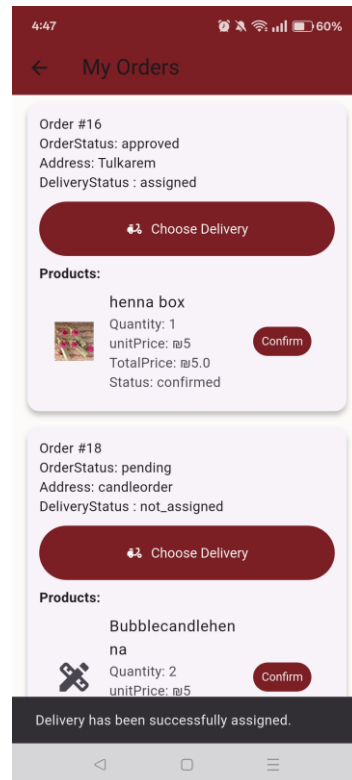 4:47
60%
My Orders
Order #16
OrderStatus: approved
Address: Tulkarem
DeliveryStatus : assigned
Choose Delivery
Products:
henna box
Quantity: 1
unitPrice: ₪5
Confirm
TotalPrice: ₪5.0
Status: confirmed
Order #18
OrderStatus: pending
Address: candleorder
DeliveryStatus : not_assigned
Choose Delivery
Products:
Bubblecandlehen
na
Quantity: 2
Confirm
unitPrice: ₪5
Delivery has been successfully assigned.